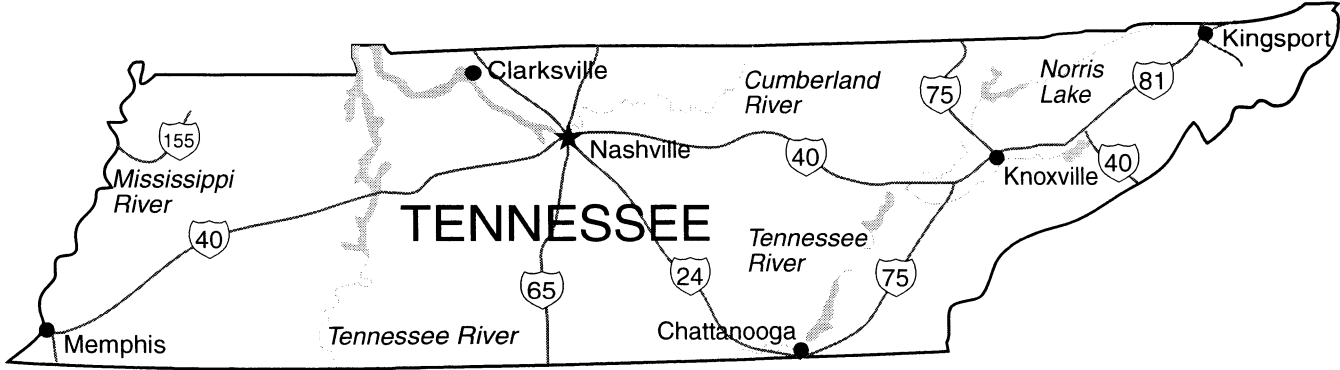 Kingsport
Clarksville
Cumberland
River
75
Norris
Lake
81
155
Nashville
40
Knoxville
40
Mississippi
River
TENNESSEE
40
Tennessee
River
65
24
75
Tennessee River
Chattanooga
Memphis